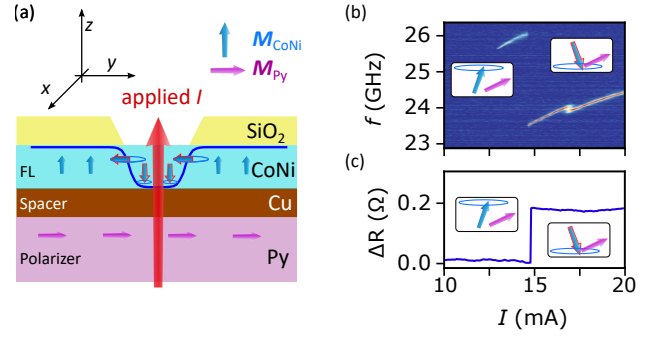 (a)
z
y
x
M_CoNi
M_Py
applied I
SiO₂
FL
CoNi
Spacer
Cu
Polarizer
Py
(b)
f (GHz)
26
25
24
23
(c)
ΔR (Ω)
0.2
0.0
10
15
20
I (mA)